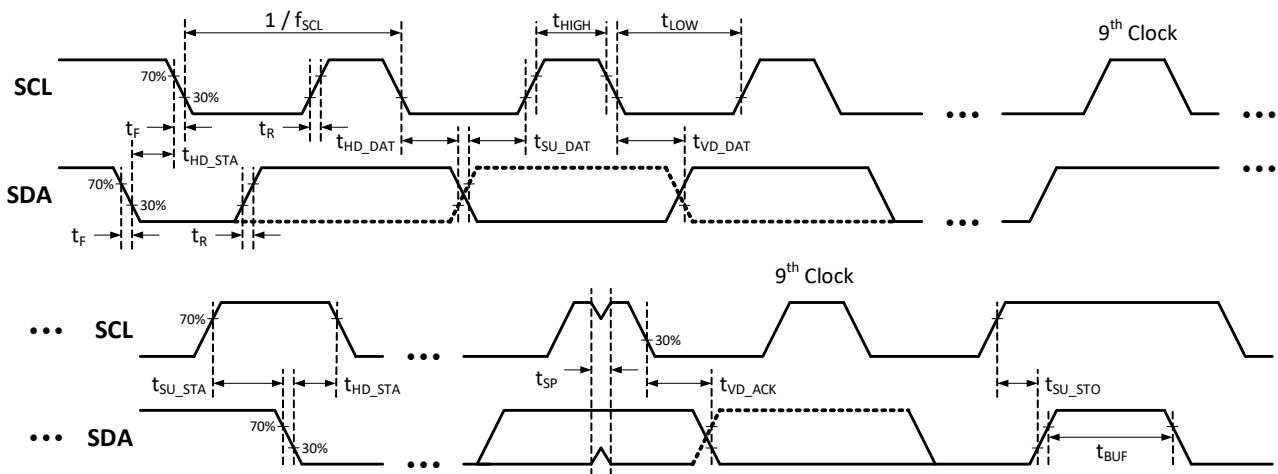 1 / fSCL
tHIGH
tLOW
9th Clock
SCL
70%
30%
tF
tR
tHD_STA
tHD_DAT
tSU_DAT
tVD_DAT
SDA
70%
30%
tF
tR
9th Clock
SCL
70%
30%
tSU_STA
tHD_STA
tSP
tVD_ACK
tSU_STO
SDA
70%
30%
tBUF